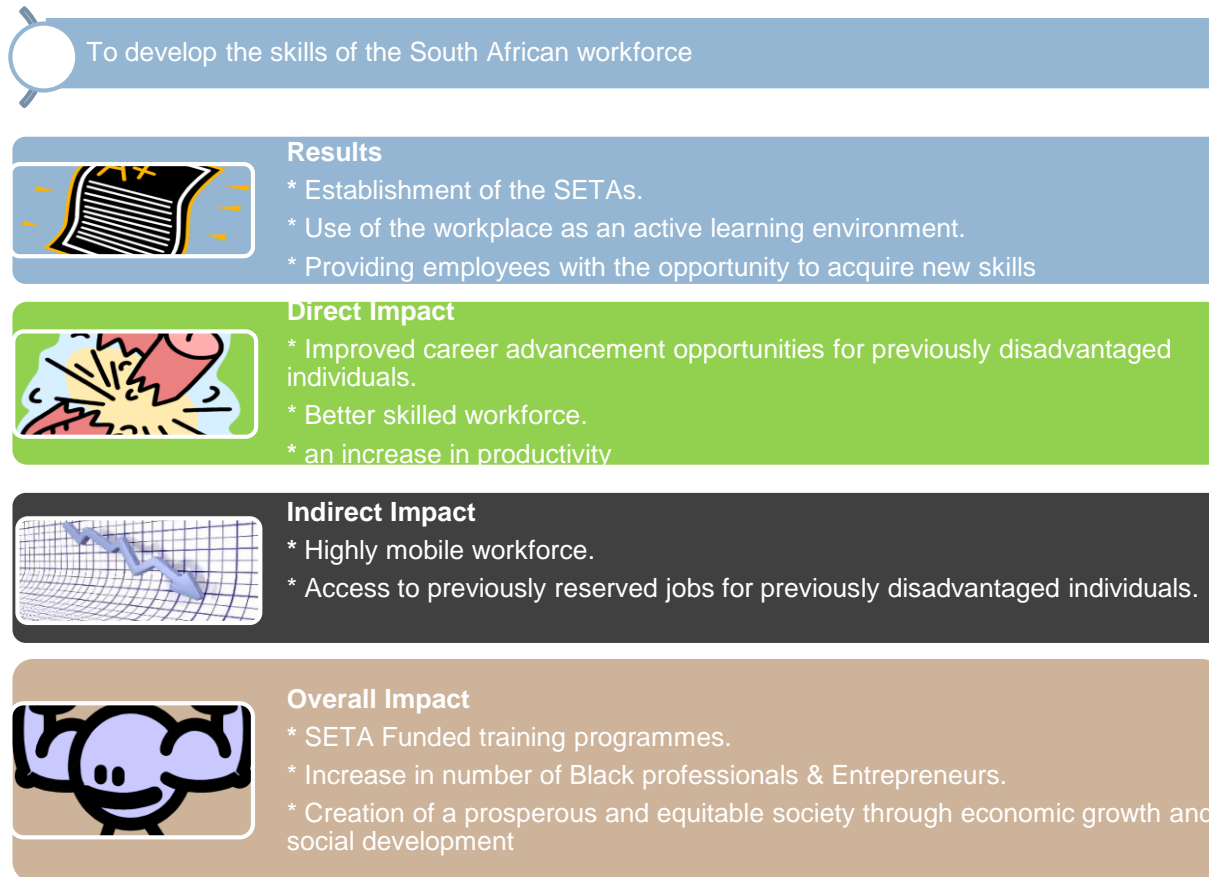 To develop the skills of the South African workforce
A+
Results
* Establishment of the SETAs.
* Use of the workplace as an active learning environment.
* Providing employees with the opportunity to acquire new skills
Direct Impact
* Improved career advancement opportunities for previously disadvantaged
individuals.
* Better skilled workforce.
* an increase in productivity
Indirect Impact
* Highly mobile workforce.
* Access to previously reserved jobs for previously disadvantaged individuals.
Overall Impact
* SETA Funded training programmes.
* Increase in number of Black professionals & Entrepreneurs.
* Creation of a prosperous and equitable society through economic growth and
social development